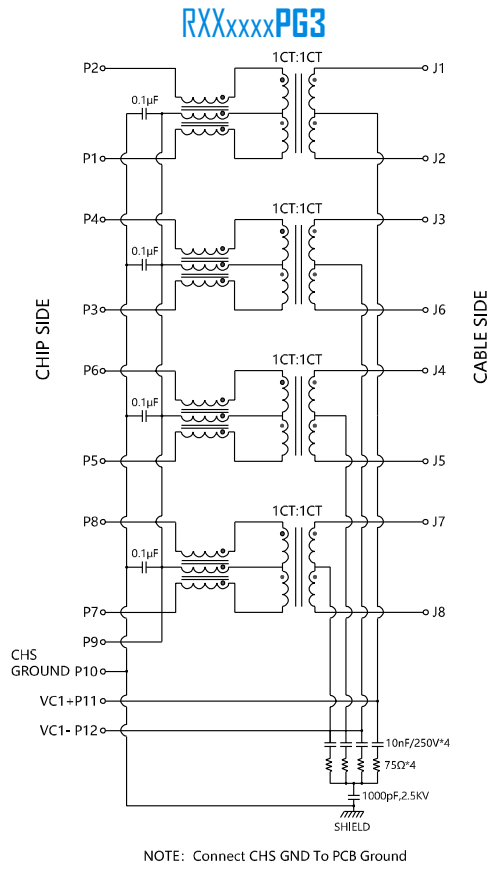 RXXxxxxPG3
1CT:1CT
P2
J1
0.1μF
P1
J2
1CT:1CT
P4
J3
0.1μF
P3
J6
CHIP SIDE
CABLE SIDE
1CT:1CT
P6
J4
0.1μF
P5
J5
1CT:1CT
P8
J7
0.1μF
P7
J8
P9
CHS
GROUND P10
VC1+P11
VC1- P12
10nF/250V*4
75Ω*4
1000pF,2.5KV
SHIELD
NOTE: Connect CHS GND To PCB Ground